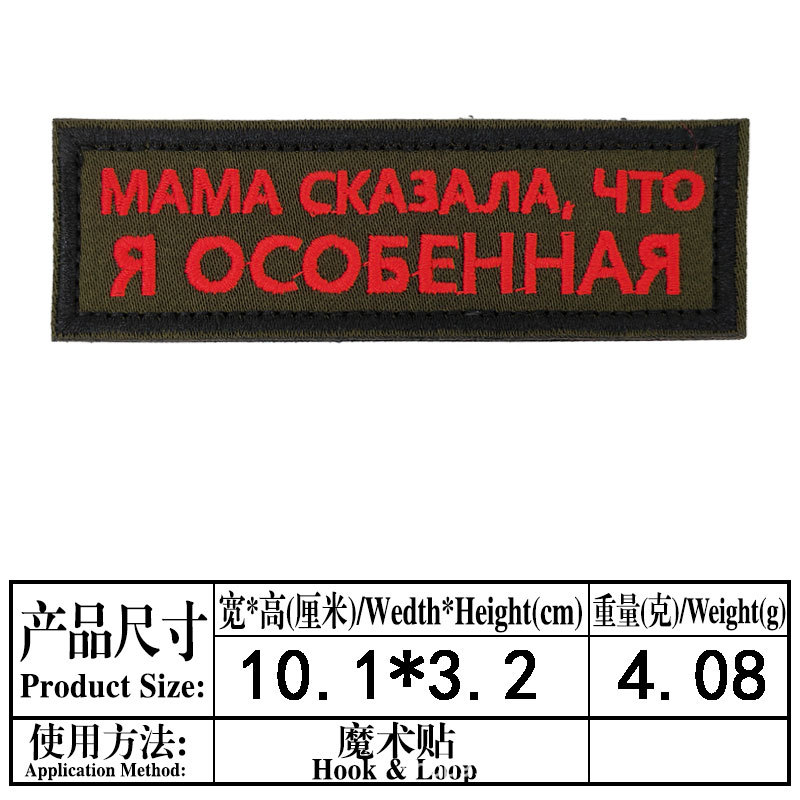 МАМА СКАЗАЛА, ЧТО
Я ОСОБЕННАЯ
产品尺寸
Product Size:
宽*高(厘米)/Wedth*Height(cm)
重量(克)/Weight(g)
10.1*3.2
4.08
使用方法:
Application Method:
魔术贴
Hook & Loop